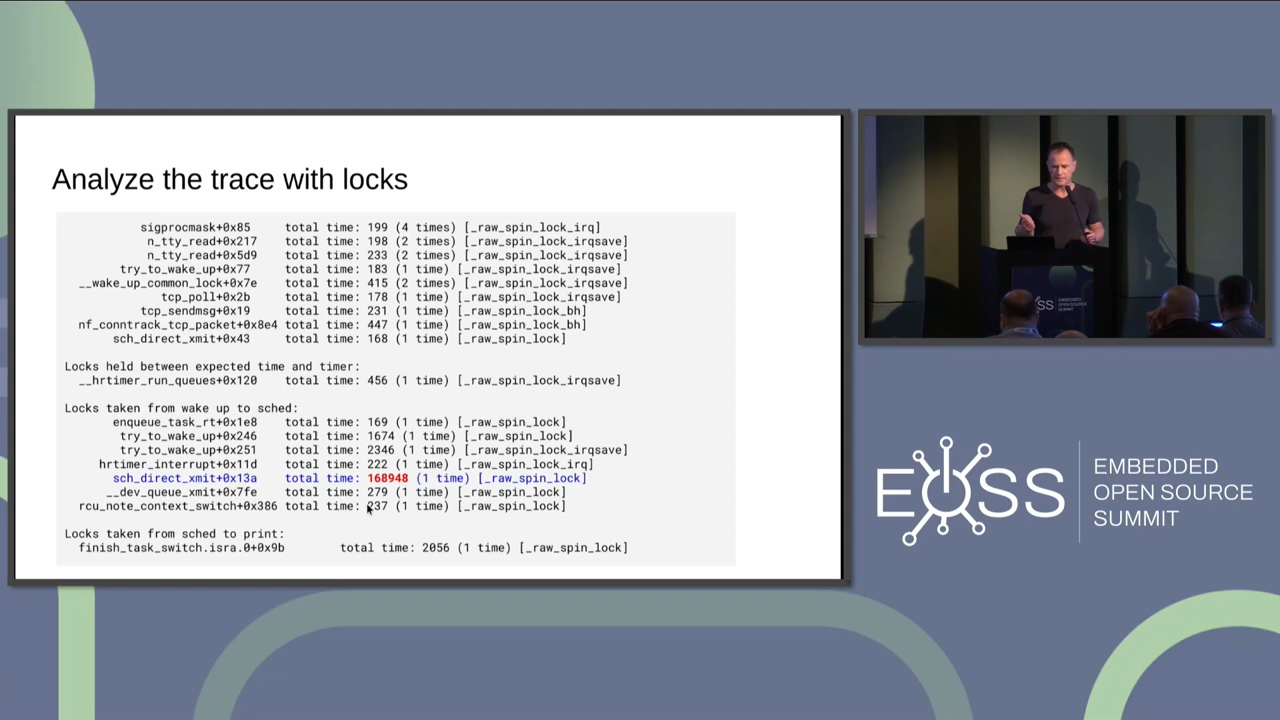 Analyze the trace with locks
sigprocmask+0x85 total time: 199 (4 times) [_raw_spin_lock_irq]
n_tty_read+0x217 total time: 198 (2 times) [_raw_spin_lock_irqsave]
n_tty_read+0x5d9 total time: 233 (2 times) [_raw_spin_lock_irqsave]
try_to_wake_up+0x77 total time: 183 (1 time) [_raw_spin_lock_irqsave]
__wake_up_common_lock+0x7e total time: 415 (2 times) [_raw_spin_lock_irqsave]
tcp_poll+0x2b total time: 178 (1 time) [_raw_spin_lock_irqsave]
tcp_sendmsg+0x19 total time: 231 (1 time) [_raw_spin_lock_bh]
nf_conntrack_tcp_packet+0x8e4 total time: 447 (1 time) [_raw_spin_lock_bh]
sch_direct_xmit+0x43 total time: 168 (1 time) [_raw_spin_lock]
Locks held between expected time and timer:
__hrtimer_run_queues+0x120 total time: 456 (1 time) [_raw_spin_lock_irqsave]
Locks taken from wake up to sched:
enqueue_task_rt+0x1e8 total time: 169 (1 time) [_raw_spin_lock]
try_to_wake_up+0x246 total time: 1674 (1 time) [_raw_spin_lock]
try_to_wake_up+0x251 total time: 2346 (1 time) [_raw_spin_lock_irqsave]
hrtimer_interrupt+0x11d total time: 222 (1 time) [_raw_spin_lock_irq]
sch_direct_xmit+0x13a total time: 168948 (1 time) [_raw_spin_lock]
__dev_queue_xmit+0x7fe total time: 279 (1 time) [_raw_spin_lock]
rcu_note_context_switch+0x386 total time: 237 (1 time) [_raw_spin_lock]
Locks taken from sched to print:
finish_task_switch.isra.0+0x9b total time: 2056 (1 time) [_raw_spin_lock]
EMBEDDED
OPEN SOURCE
SUMMIT
EOSS
EMBEDDED
OPEN SOURCE
SUMMIT